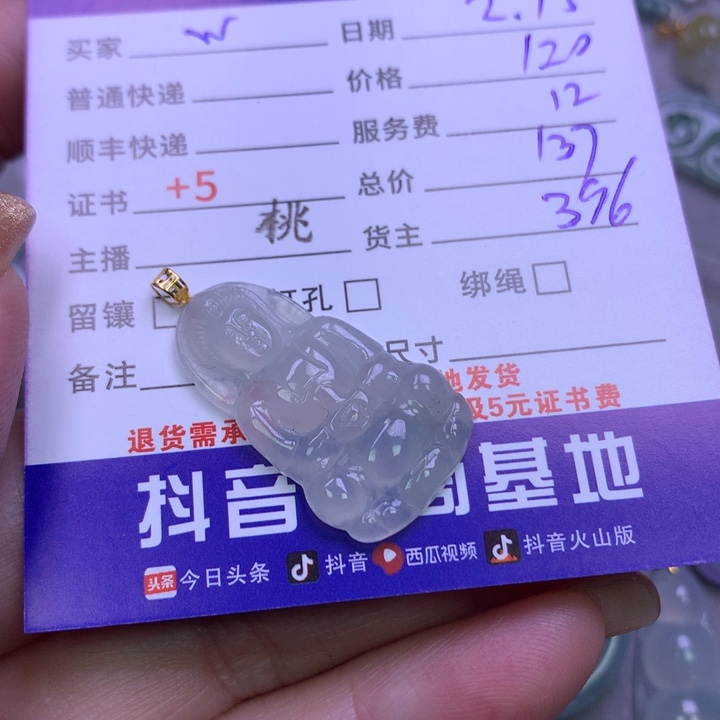 买家 日期 2.15
普通快递 价格 120
顺丰快递 服务费 12
证书 +5 总价 137
主播 桃 货主 396
留镶 打孔 绑绳
备注 尺寸
地发货
退货需承 及5元证书费
抖音 基地
头条 今日头条 抖音 西瓜视频 抖音火山版